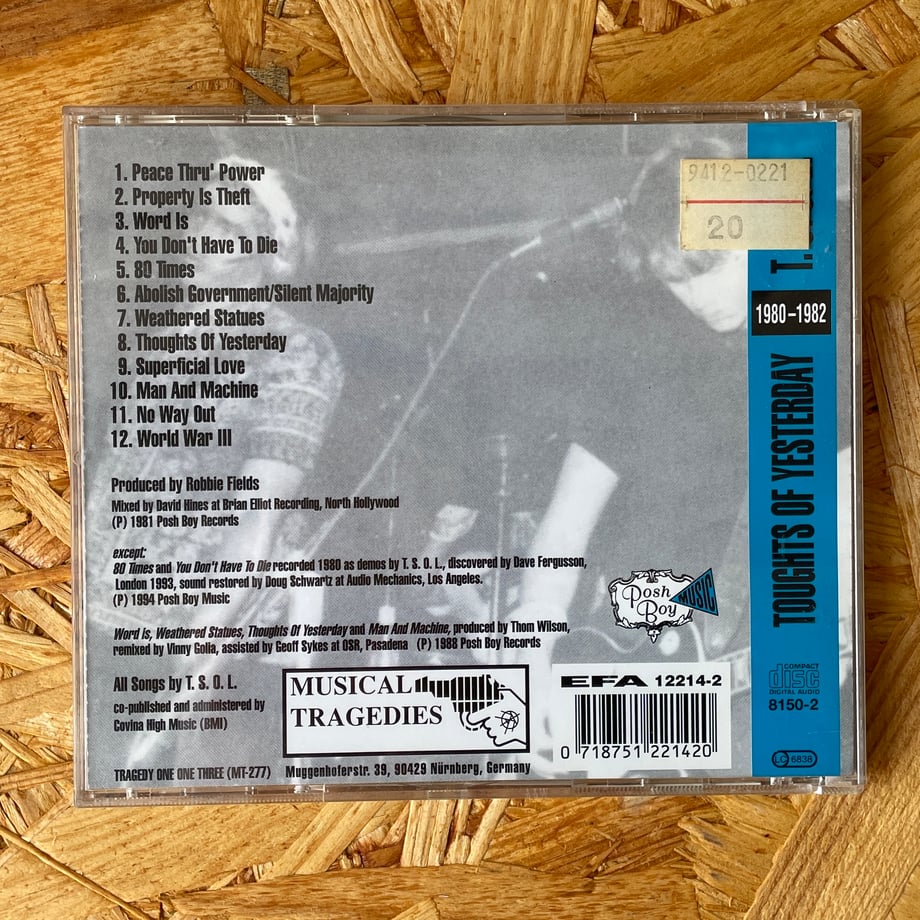 1. Peace Thru' Power
2. Property Is Theft
3. Word Is
4. You Don't Have To Die
5. 80 Times
6. Abolish Government/Silent Majority
7. Weathered Statues
8. Thoughts Of Yesterday
9. Superficial Love
10. Man And Machine
11. No Way Out
12. World War III
Produced by Robbie Fields
Mixed by David Hines at Brian Elliot Recording, North Hollywood
(P) 1981 Posh Boy Records
except:
80 Times and You Don't Have To Die recorded 1980 as demos by T. S. O. L., discovered by Dave Fergusson,
London 1993, sound restored by Doug Schwartz at Audio Mechanics, Los Angeles.
(P) 1994 Posh Boy Music
Word is, Weathered Statues, Thoughts Of Yesterday and Man And Machine, produced by Thom Wilson,
remixed by Vinny Golia, assisted by Geoff Sykes at OSR, Pasadena (P) 1988 Posh Boy Records
All Songs by T. S. O. L.
co-published and administered by
Covina High Music (BMI)
TRAGEDY ONE ONE THREE (MT-277)
MUSICAL
TRAGEDIES
Muggenhoferstr. 39, 90429 Nürnberg, Germany
Posh
Boy
MUSIC
EFA 12214-2
0 718751 221420
9412-0221
20
T.
1980-1982
TOUGHTS OF YESTERDAY
COMPACT
disc
DIGITAL AUDIO
8150-2
LC 6838